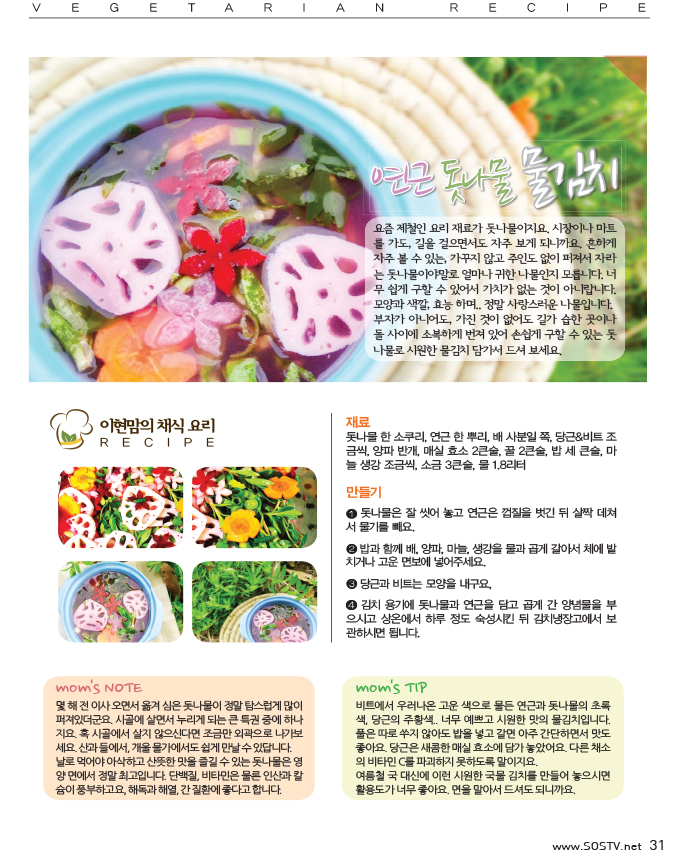 VEGETARIAN RECIPE
연근 돗나물 물김치
요즘 제철인 요리 재료가 돗나물이지요. 시장이나 마트
를 가도, 길을 걸으면서도 자주 보게 되니까요. 흔하게
자주 볼 수 있는, 가꾸지 않고 주인도 없이 퍼져서 자라
는 돗나물이야말로 얼마나 귀한 나물인지 모릅니다. 너
무 쉽게 구할 수 있어서 가치가 없는 것이 아니랍니다.
모양과 색깔, 효능 하며.. 정말 사랑스러운 나물입니다.
부자가 아니어도, 가진 것이 없어도 길가 습한 곳이나
돌 사이에 소복하게 번져 있어 손쉽게 구할 수 있는 돗
나물로 시원한 물김치 담가서 드셔 보세요.
이현맘의 채식 요리
RECIPE
재료
돗나물 한 소쿠리, 연근 한 뿌리, 배 사분일 쪽, 당근&비트 조
금씩, 양파 반개, 매실 효소 2큰술, 꿀 2큰술, 밥 세 큰술, 마
늘 생강 조금씩, 소금 3큰술, 물 1.8리터
만들기
❶ 돗나물은 잘 씻어 놓고 연근은 껍질을 벗긴 뒤 살짝 데쳐
서 물기를 빼요.
❷ 밥과 함께 배, 양파, 마늘, 생강을 물과 곱게 갈아서 체에 밭
치거나 고운 면보에 넣어주세요.
❸ 당근과 비트는 모양을 내구요,
❹ 김치 용기에 돗나물과 연근을 담고 곱게 간 양념물을 부
으시고 상온에서 하루 정도 숙성시킨 뒤 김치냉장고에서 보
관하시면 됩니다.
mom's NOTE
몇 해 전 이사 오면서 옮겨 심은 돗나물이 정말 탐스럽게 많이
퍼져있더군요. 시골에 살면서 누리게 되는 큰 특권 중에 하나
지요. 혹 시골에서 살지 않으신다면 조금만 외곽으로 나가보
세요. 산과 들에서, 개울 물가에서도 쉽게 만날 수 있답니다.
날로 먹어야 아삭하고 산뜻한 맛을 즐길 수 있는 돗나물은 영
양 면에서 정말 최고입니다. 단백질, 비타민은 물론 인산과 칼
슘이 풍부하고요, 해독과 해열, 간 질환에 좋다고 합니다.
mom's TIP
비트에서 우러나온 고운 색으로 물든 연근과 돗나물의 초록
색, 당근의 주황색.. 너무 예쁘고 시원한 맛의 물김치입니다.
풀은 따로 쑤지 않아도 밥을 넣고 갈면 아주 간단하면서 맛도
좋아요. 당근은 새콤한 매실 효소에 담가 놓았어요. 다른 채소
의 비타민 C를 파괴하지 못하도록 말이지요.
여름철 국 대신에 이런 시원한 국물 김치를 만들어 놓으시면
활용도가 너무 좋아요. 면을 말아서 드셔도 되니까요.
www.SOSTV.net 31